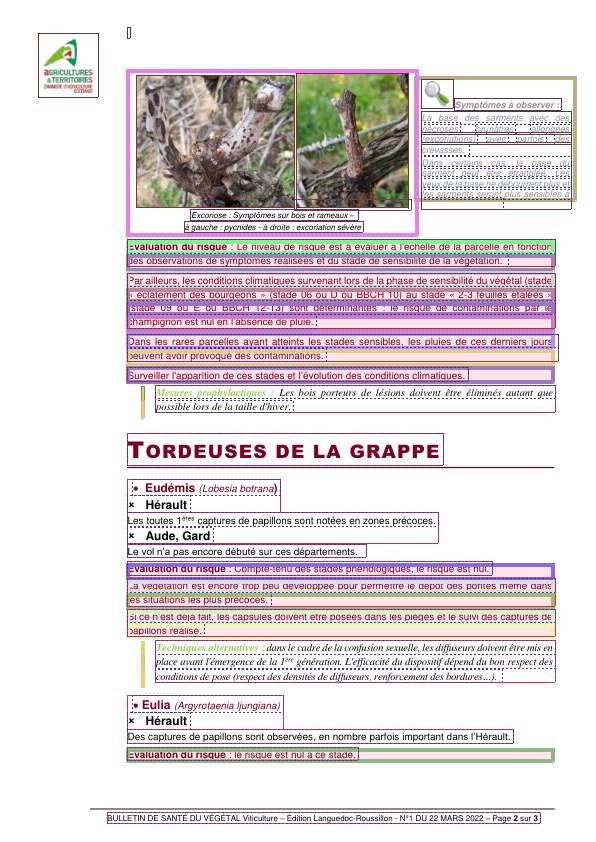 AGRICULTURES
& TERRITOIRES
CHAMBRE D'AGRICULTURE
OCCITANIE
Symptômes à observer :
La base des sarments avec des
nécroses brunâtres allongées
(excoriations) avec parfois des
crevasses.
Dans certains cas la base du
sarment peut être étranglée. Les
yeux de la base ne débourrent plus et
les sarments seront plus sensibles
Excoriose : Symptômes sur bois et rameaux –
à gauche : pycnides - à droite : excoriation sévère
Evaluation du risque : Le niveau de risque est à évaluer à l'échelle de la parcelle en fonction
des observations de symptômes réalisées et du stade de sensibilité de la végétation.
Par ailleurs, les conditions climatiques survenant lors de la phase de sensibilité du végétal (stade
« éclatement des bourgeons » (stade 06 ou D ou BBCH 10) au stade « 2-3 feuilles étalées »
(stade 09 ou E ou BBCH 12-13) sont déterminantes : le risque de contaminations par le
champignon est nul en l'absence de pluie.
Dans les rares parcelles ayant atteints les stades sensibles, les pluies de ces derniers jours
peuvent avoir provoqué des contaminations.
Surveiller l'apparition de ces stades et l'évolution des conditions climatiques.
Mesures prophylactiques : Les bois porteurs de lésions doivent être éliminés autant que
possible lors de la taille d'hiver.
TORDEUSES DE LA GRAPPE
• Eudémis (Lobesia botrana)
× Hérault
Les toutes 1ères captures de papillons sont notées en zones précoces.
× Aude, Gard
Le vol n'a pas encore débuté sur ces départements.
Evaluation du risque : Compte-tenu des stades phénologiques, le risque est nul.
La végétation est encore trop peu développée pour permettre le dépôt des pontes même dans
les situations les plus précoces.
Si ce n'est déjà fait, les capsules doivent être posées dans les pièges et le suivi des captures de
papillons réalisé.
Techniques alternatives : dans le cadre de la confusion sexuelle, les diffuseurs doivent être mis en
place avant l'émergence de la 1ère génération. L'efficacité du dispositif dépend du bon respect des
conditions de pose (respect des densités de diffuseurs, renforcement des bordures…).
• Eulia (Argyrotaenia ljungiana)
× Hérault
Des captures de papillons sont observées, en nombre parfois important dans l'Hérault.
Evaluation du risque : le risque est nul à ce stade.
BULLETIN DE SANTÉ DU VÉGÉTAL Viticulture – Édition Languedoc-Roussillon - N°1 DU 22 MARS 2022 – Page 2 sur 3